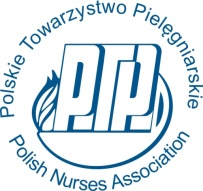 Polskie Towarzystwo Pielęgniarskie
PTP
Polish Nurses Association